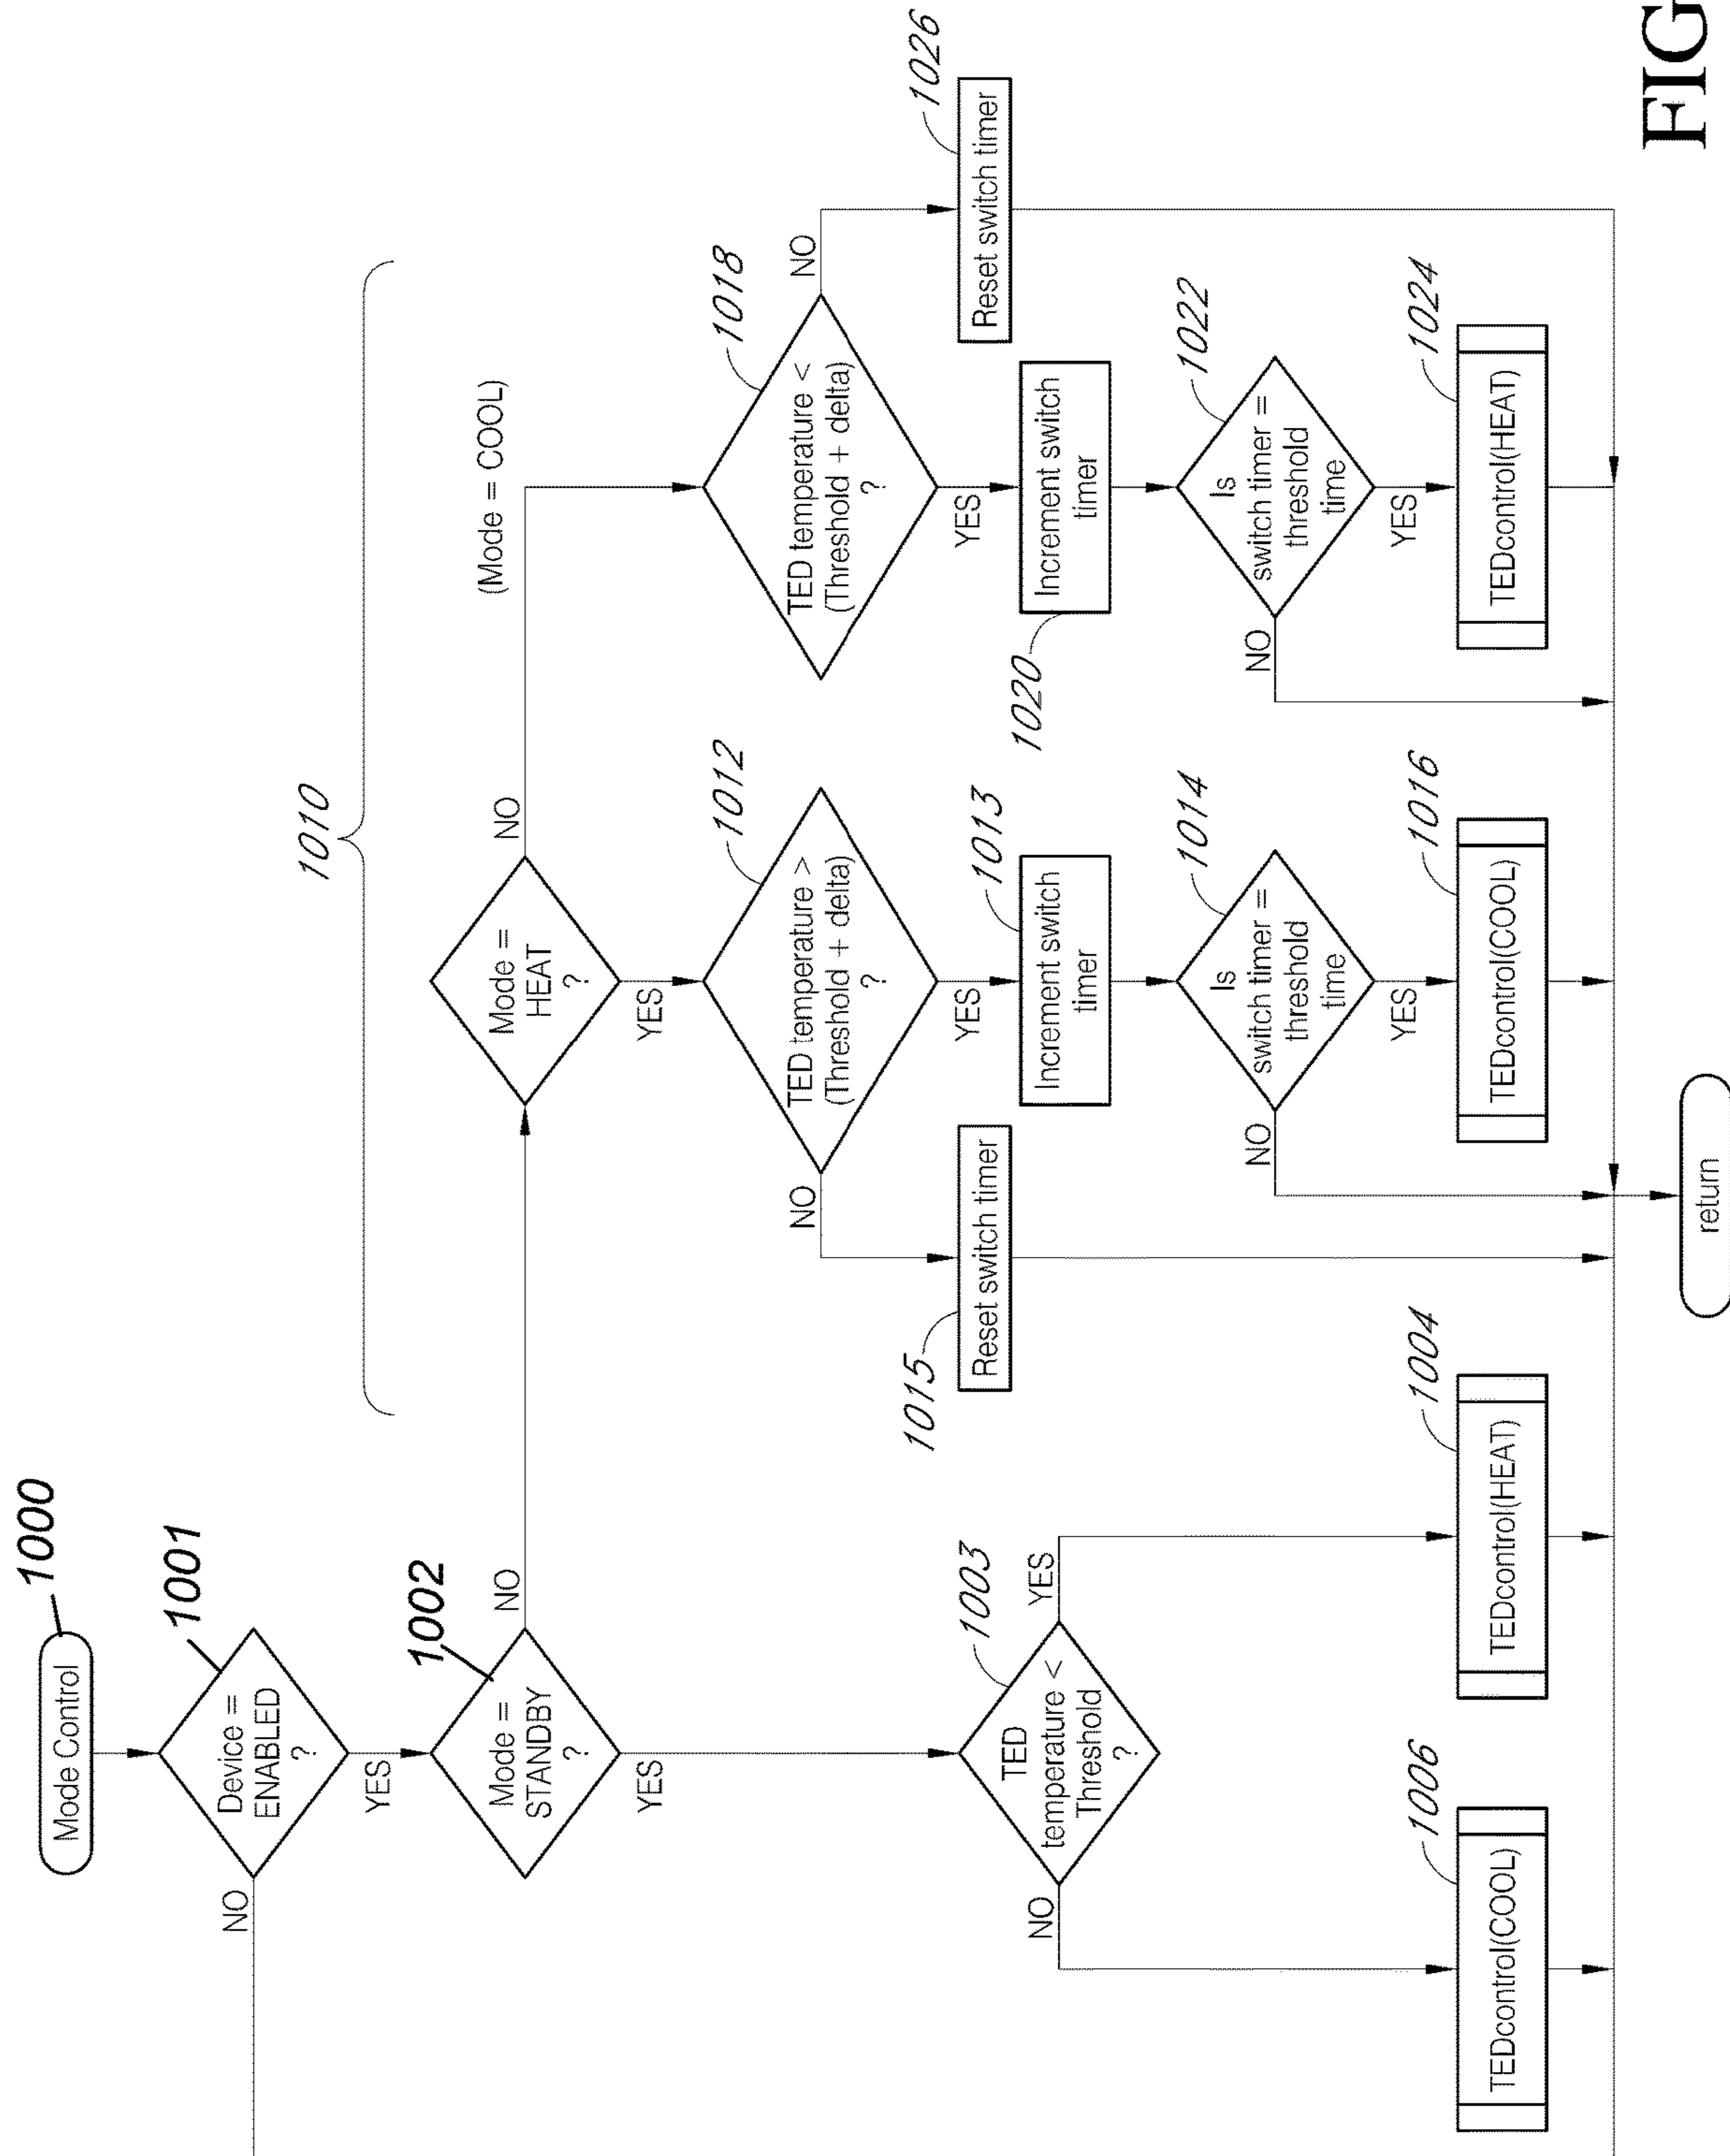 1000
Mode Control
1001
Device =
ENABLED
?
NO
YES
1002
Mode =
STANDBY
?
NO
YES
1010
Mode =
HEAT
?
NO
YES
(Mode = COOL)
1003
TED
temperature <
Threshold
?
NO
YES
1012
TED temperature >
(Threshold + delta)
?
NO
YES
1018
TED temperature <
(Threshold + delta)
?
NO
YES
1015
Reset switch timer
1013
Increment switch
timer
1020
Increment switch
timer
1026
Reset switch timer
1014
Is
switch timer =
threshold
time
NO
YES
1022
Is
switch timer =
threshold
time
NO
YES
1006
TEDcontrol(COOL)
1004
TEDcontrol(HEAT)
1016
TEDcontrol(COOL)
1024
TEDcontrol(HEAT)
return
FIG